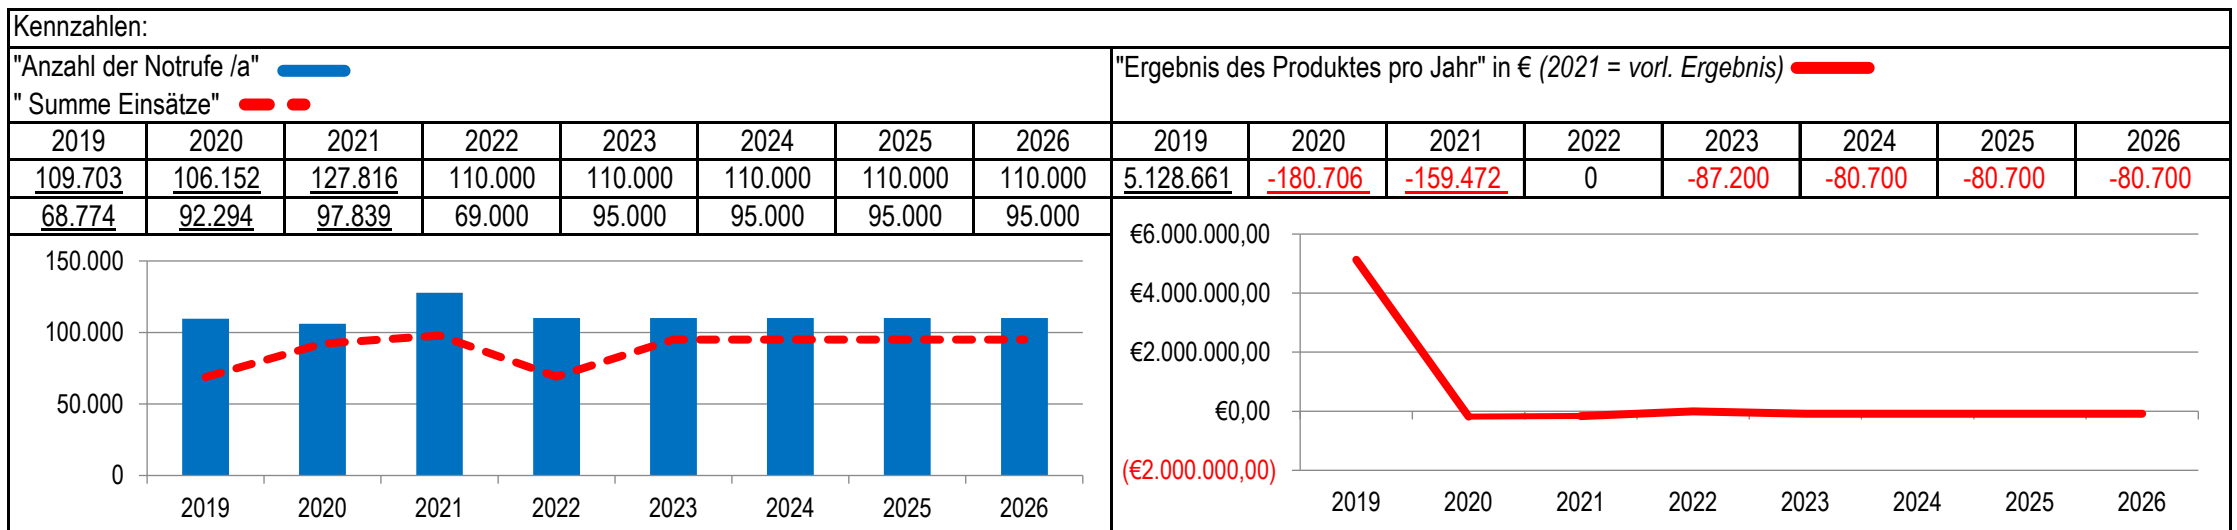 Kennzahlen:
"Anzahl der Notrufe /a"
" Summe Einsätze"
2019 2020 2021 2022 2023 2024 2025 2026
109.703 106.152 127.816 110.000 110.000 110.000 110.000 110.000
68.774 92.294 97.839 69.000 95.000 95.000 95.000 95.000
150.000
100.000
50.000
0
2019 2020 2021 2022 2023 2024 2025 2026
"Ergebnis des Produktes pro Jahr" in € (2021 = vorl. Ergebnis)
2019 2020 2021 2022 2023 2024 2025 2026
5.128.661 -180.706 -159.472 0 -87.200 -80.700 -80.700 -80.700
€6.000.000,00
€4.000.000,00
€2.000.000,00
€0,00
(€2.000.000,00)
2019 2020 2021 2022 2023 2024 2025 2026